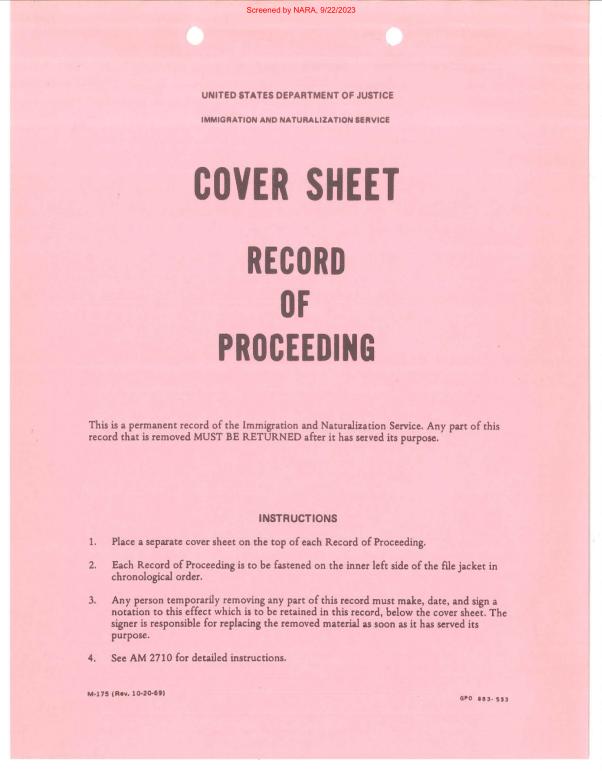 Screened by NARA, 9/22/2023
UNITED STATES DEPARTMENT OF JUSTICE
IMMIGRATION AND NATURALIZATION SERVICE
COVER SHEET
RECORD
OF
PROCEEDING
This is a permanent record of the Immigration and Naturalization Service. Any part of this
record that is removed MUST BE RETURNED after it has served its purpose.
INSTRUCTIONS
1. Place a separate cover sheet on the top of each Record of Proceeding.
2. Each Record of Proceeding is to be fastened on the inner left side of the file jacket in
chronological order.
3. Any person temporarily removing any part of this record must make, date, and sign a
notation to this effect which is to be retained in this record, below the cover sheet. The
signer is responsible for replacing the removed material as soon as it has served its
purpose.
4. See AM 2710 for detailed instructions.
M-175 (Rev. 10-20-69)
GPO 883-553